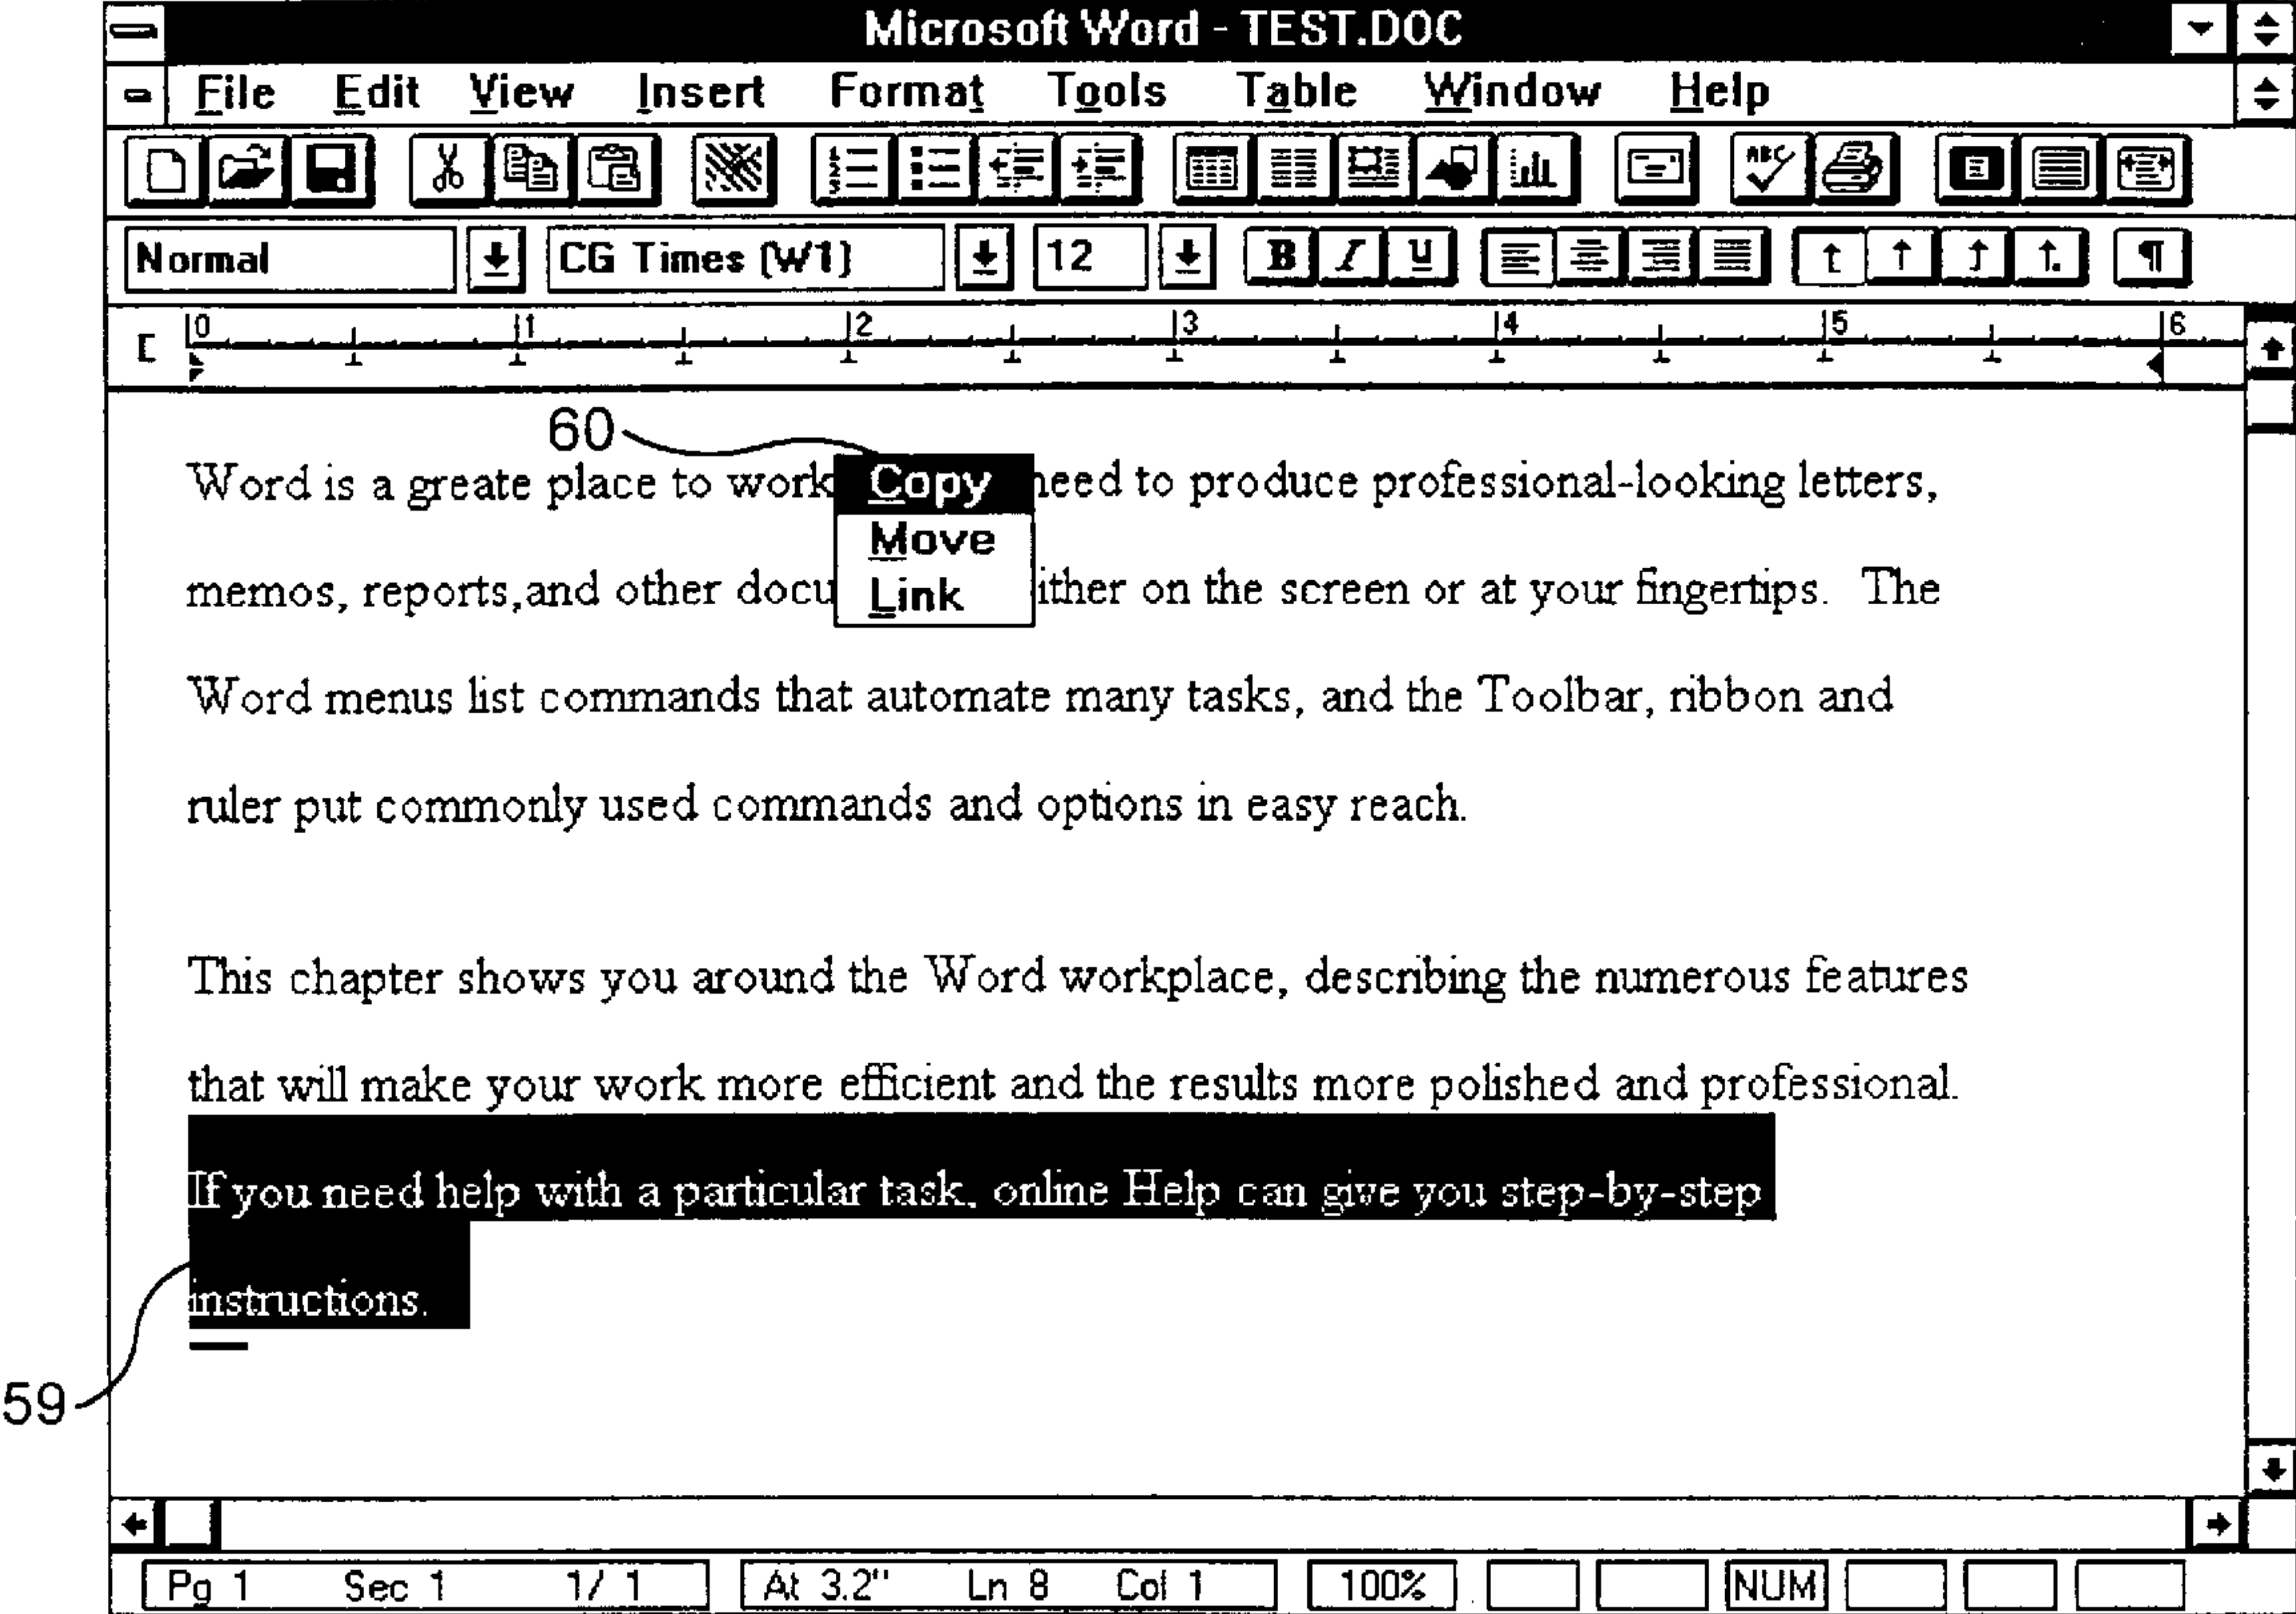 Microsoft Word - TEST.DOC
File Edit View Insert Format Tools Table Window Help
ABC
Normal CG Times (W1) 12 B I U ¶
0 1 2 3 4 5 6
60
Word is a greate place to work Copy need to produce professional-looking letters,
Move
memos, reports,and other docu Link ither on the screen or at your fingertips. The
Word menus list commands that automate many tasks, and the Toolbar, ribbon and
ruler put commonly used commands and options in easy reach.
This chapter shows you around the Word workplace, describing the numerous features
that will make your work more efficient and the results more polished and professional.
If you need help with a particular task, online Help can give you step-by-step
instructions.
59
Pg 1 Sec 1 1/ 1 At 3.2" Ln 8 Col 1 100% NUM